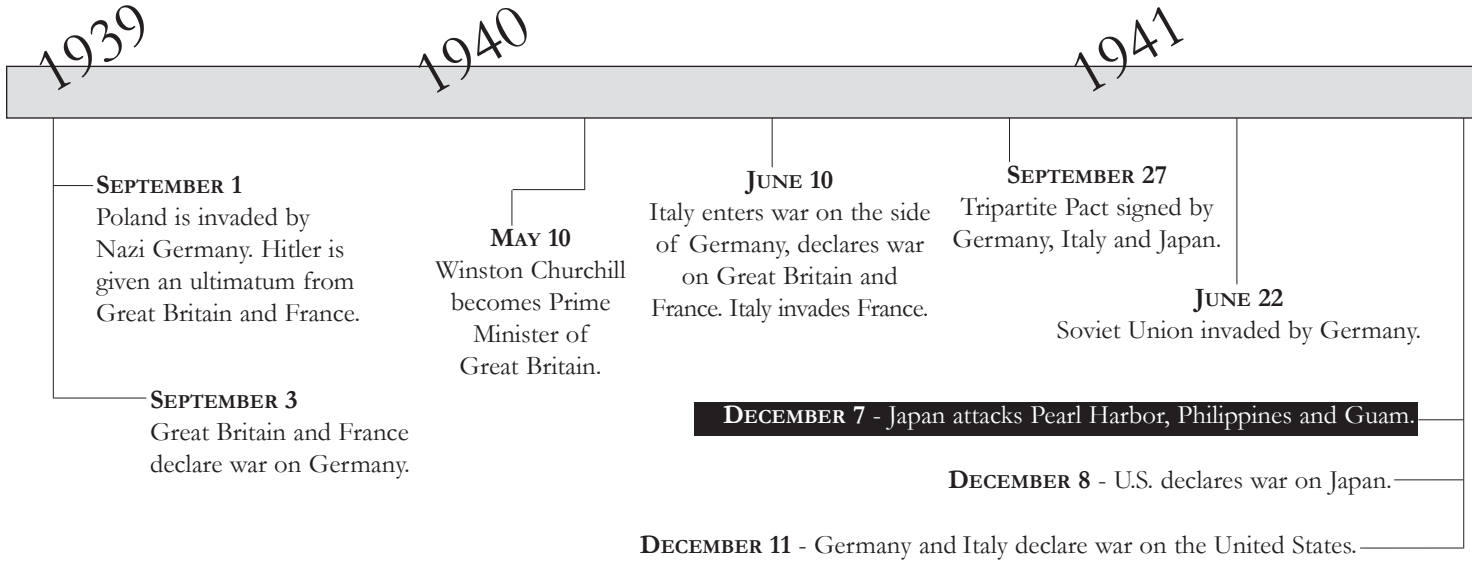 1939
1940
1941
SEPTEMBER 1
Poland is invaded by
Nazi Germany. Hitler is
given an ultimatum from
Great Britain and France.
SEPTEMBER 3
Great Britain and France
declare war on Germany.
MAY 10
Winston Churchill
becomes Prime
Minister of
Great Britain.
JUNE 10
Italy enters war on the side
of Germany, declares war
on Great Britain and
France. Italy invades France.
SEPTEMBER 27
Tripartite Pact signed by
Germany, Italy and Japan.
JUNE 22
Soviet Union invaded by Germany.
DECEMBER 7 - Japan attacks Pearl Harbor, Philippines and Guam.
DECEMBER 8 - U.S. declares war on Japan.
DECEMBER 11 - Germany and Italy declare war on the United States.